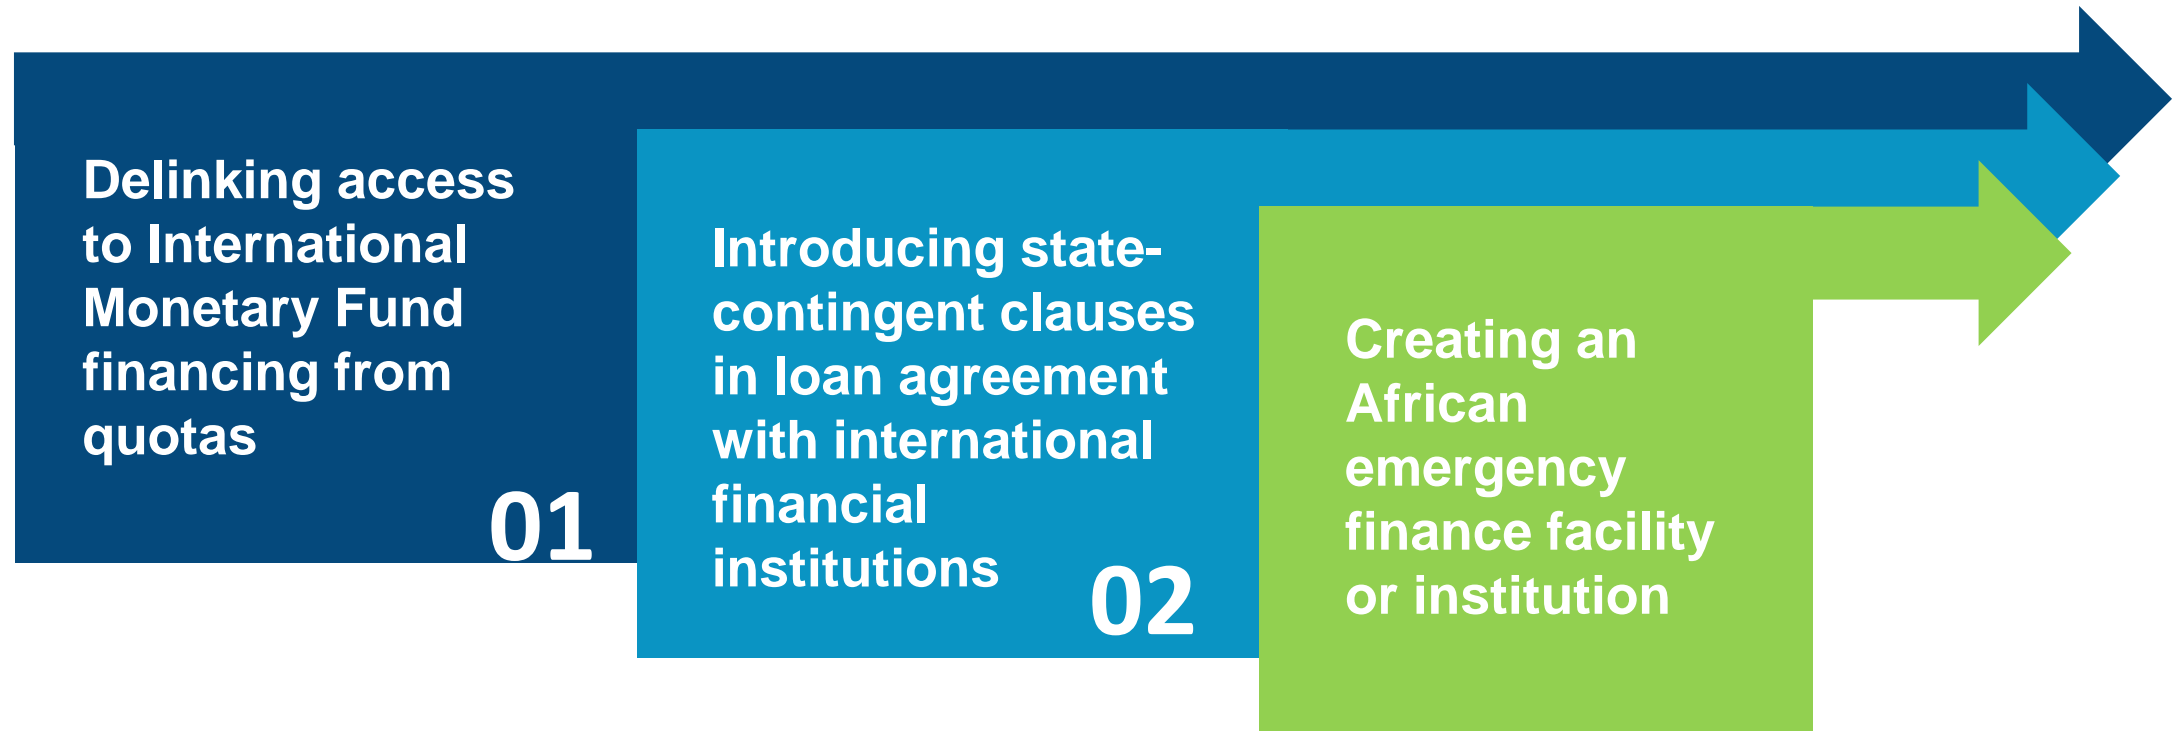 Delinking access
to International
Monetary Fund
financing from
quotas
01
Introducing state-
contingent clauses
in loan agreement
with international
financial
institutions
02
Creating an
African
emergency
finance facility
or institution